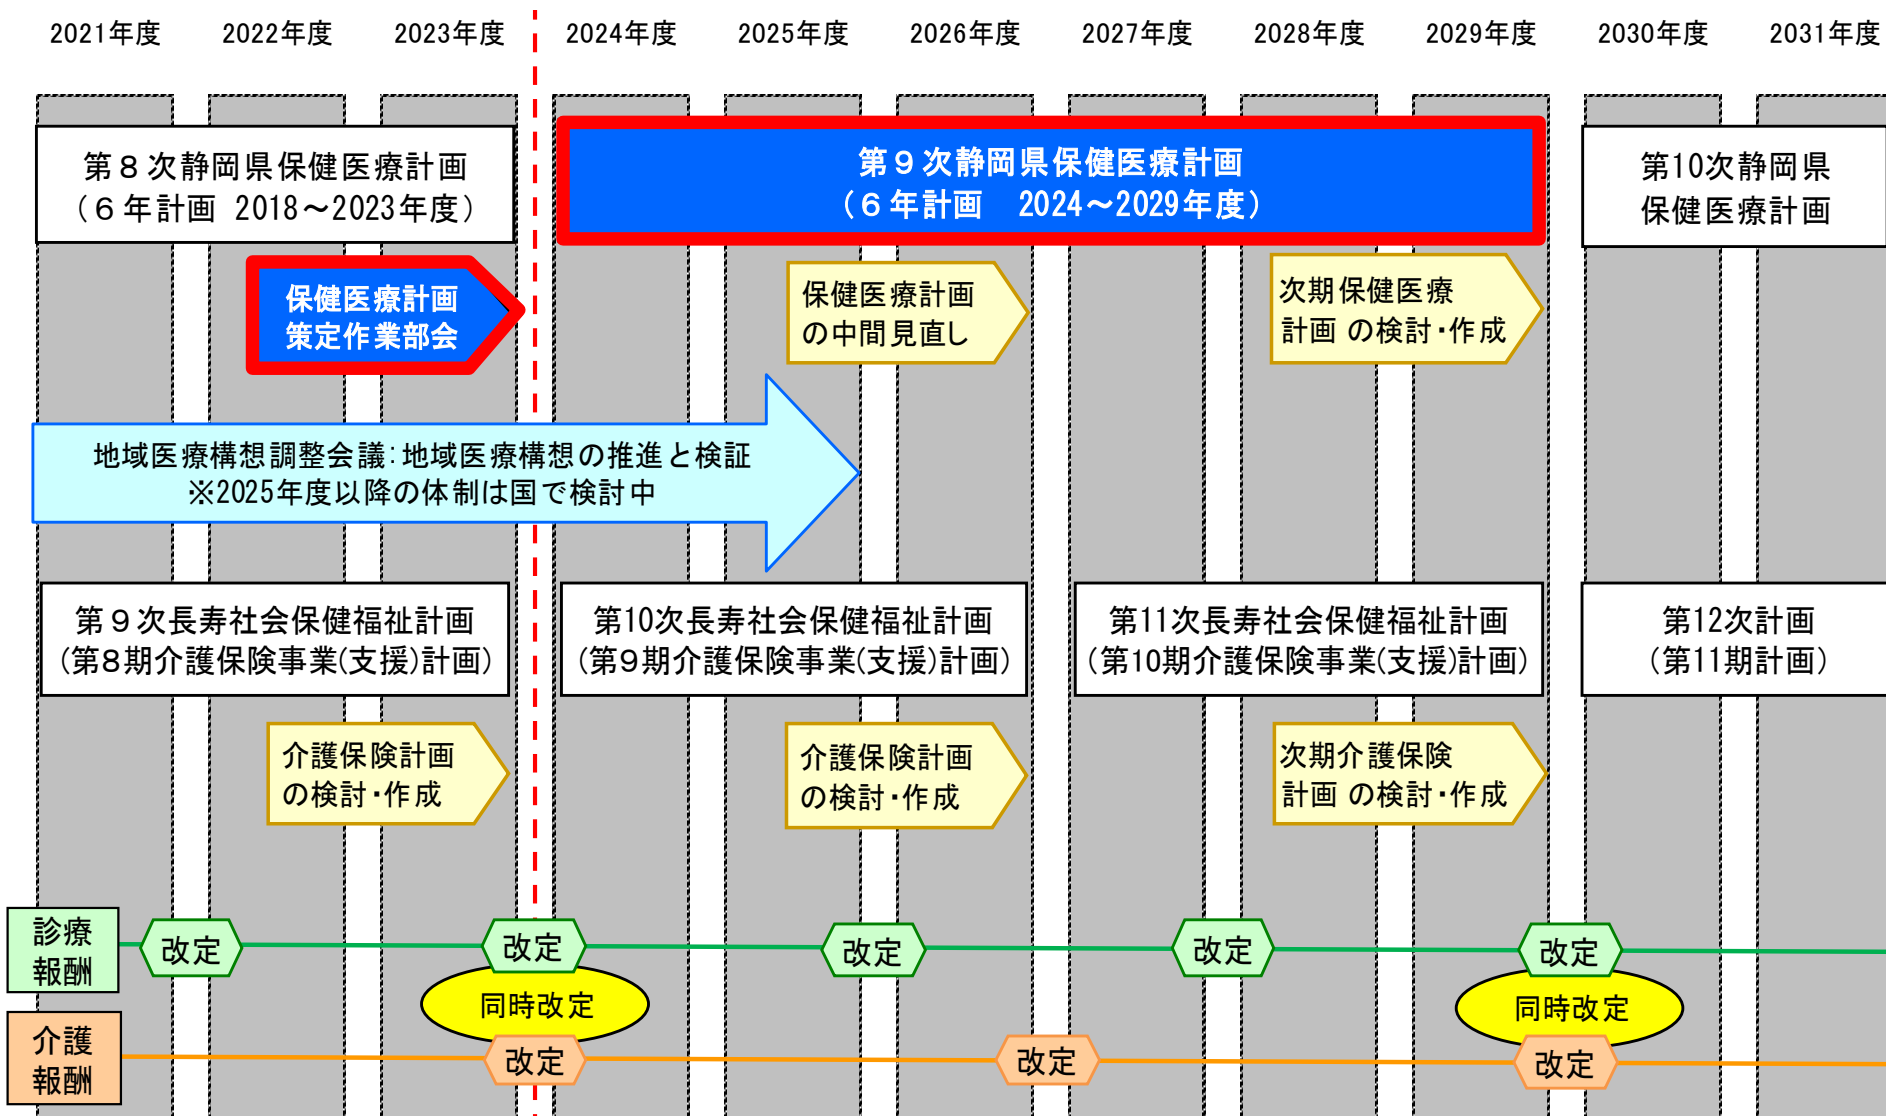 2021年度 2022年度 2023年度 2024年度 2025年度 2026年度 2027年度 2028年度 2029年度 2030年度 2031年度
第８次静岡県保健医療計画
（６年計画 2018～2023年度）
第９次静岡県保健医療計画
（６年計画　2024～2029年度）
第10次静岡県
保健医療計画
保健医療計画
策定作業部会
保健医療計画
の中間見直し
次期保健医療
計画 の検討・作成
地域医療構想調整会議：地域医療構想の推進と検証
※2025年度以降の体制は国で検討中
第９次長寿社会保健福祉計画
(第８期介護保険事業(支援)計画)
第10次長寿社会保健福祉計画
(第９期介護保険事業(支援)計画)
第11次長寿社会保健福祉計画
(第10期介護保険事業(支援)計画)
第12次計画
(第11期計画)
介護保険計画
の検討・作成
介護保険計画
の検討・作成
次期介護保険
計画 の検討・作成
診療
報酬
改定 改定 改定 改定 改定
同時改定 同時改定
介護
報酬
改定 改定 改定